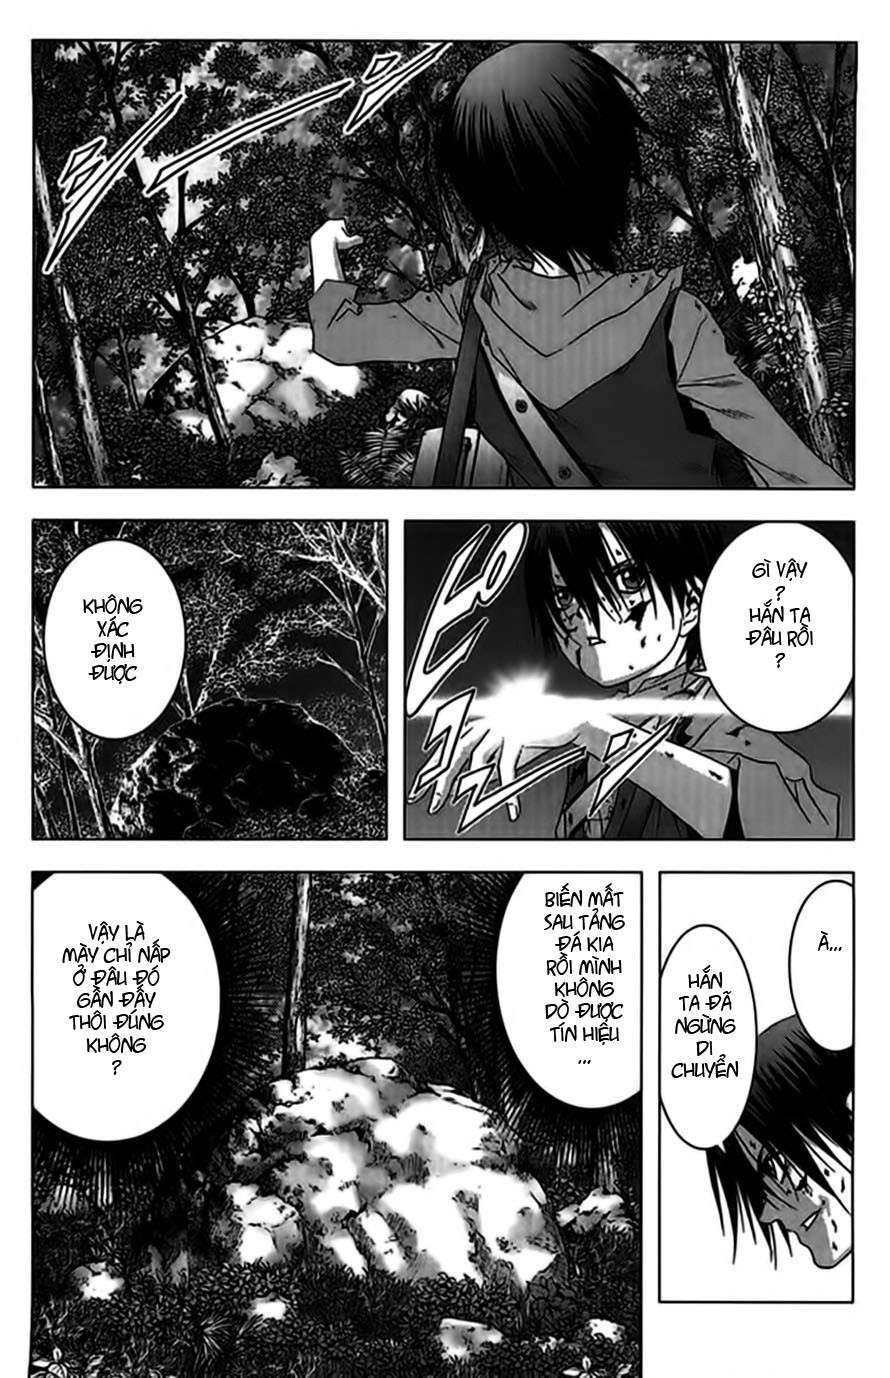 GÌ VẬY
?
HẮN TA
ĐÂU RỒI
?
KHÔNG
XÁC
ĐỊNH
ĐƯỢC
À...
HẮN
TA ĐÃ
NGỪNG
DI
CHUYỂN
BIẾN MẤT
SAU TẢNG
ĐÁ KIA
RỒI MÌNH
KHÔNG
DÒ ĐƯỢC
TÍN HIỆU
...
VẬY LÀ
MÀY CHỈ NẤP
Ở ĐÂU ĐÓ
GẦN ĐÂY
THÔI ĐÚNG
KHÔNG
?